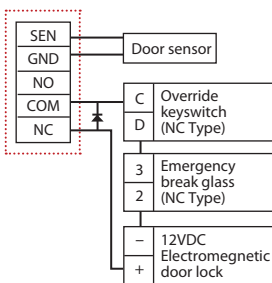 SEN
GND
NO
COM
NC
Door sensor
C
D
Override
keyswitch
(NC Type)
3
2
Emergency
break glass
(NC Type)
−
+
12VDC
Electromegnetic
door lock